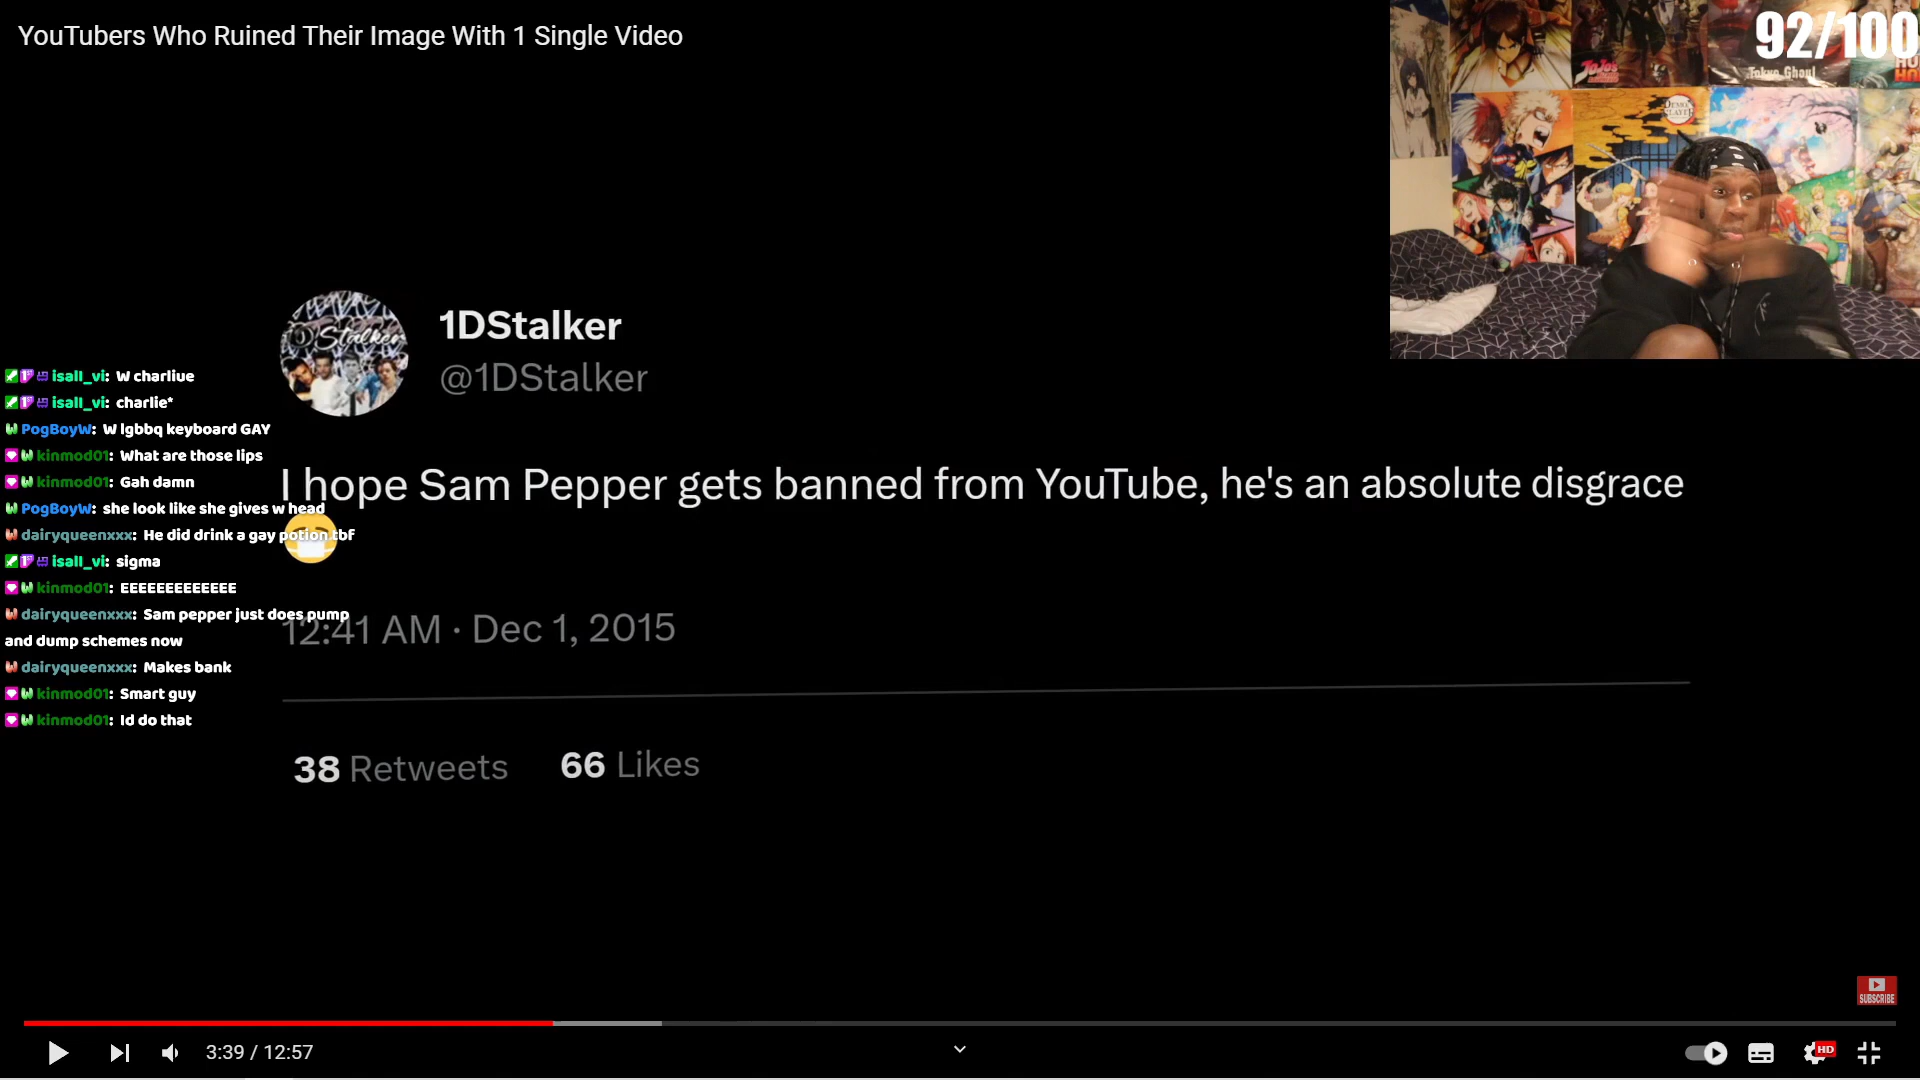 YouTubers Who Ruined Their Image With 1 Single Video
92/100
JOJO'S
Tokyo Ghoul
1DStalker
@1DStalker
isall_vi: W charliue
isall_vi: charlie*
PogBoyW: W lgbbq keyboard GAY
kinmod01: What are those lips
kinmod01: Gah damn
PogBoyW: she look like she gives w head
dairyqueenxxx: He did drink a gay potion tbf
isall_vi: sigma
kinmod01: EEEEEEEEEEEEE
dairyqueenxxx: Sam pepper just does pump
and dump schemes now
dairyqueenxxx: Makes bank
kinmod01: Smart guy
kinmod01: Id do that
I hope Sam Pepper gets banned from YouTube, he's an absolute disgrace
12:41 AM · Dec 1, 2015
38 Retweets 66 Likes
SUBSCRIBE
3:39 / 12:57
HD